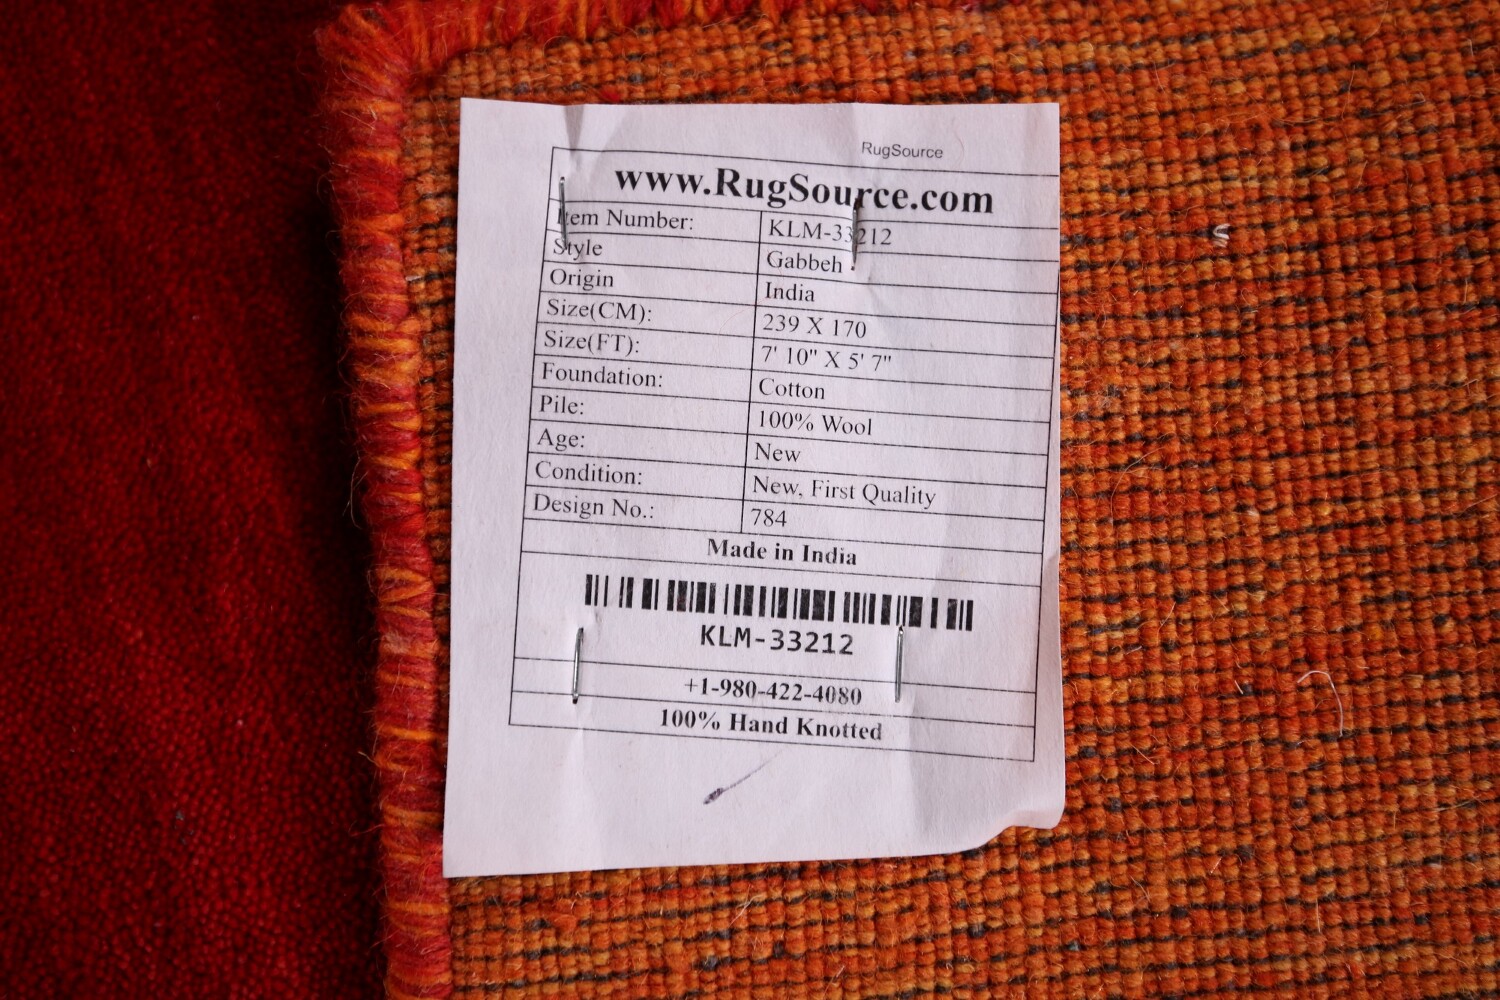 RugSource
www.RugSource.com
Item Number: KLM-33212
Style Gabbeh
Origin India
Size(CM): 239 X 170
Size(FT): 7' 10" X 5' 7"
Foundation: Cotton
Pile: 100% Wool
Age: New
Condition: New, First Quality
Design No.: 784
Made in India
KLM-33212
+1-980-422-4080
100% Hand Knotted